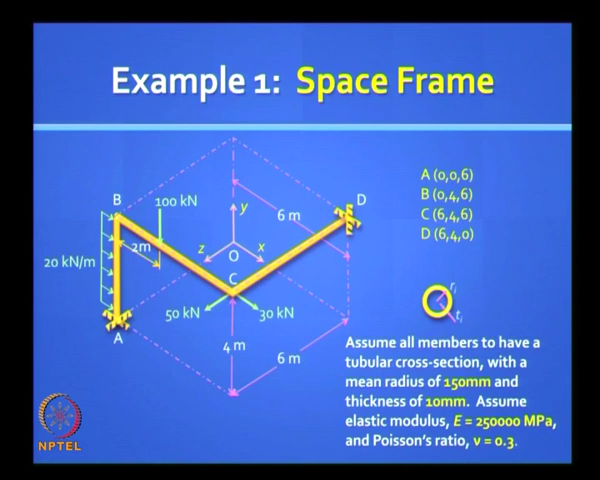 Example 1: Space Frame
B
100 kN
D
y
6 m
2m
z
x
O
20 kN/m
C
50 kN
30 kN
A
4 m
6 m
A (0,0,6)
B (0,4,6)
C (6,4,6)
D (6,4,0)
ri
ti
Assume all members to have a
tubular cross-section, with a
mean radius of 150mm and
thickness of 10mm. Assume
elastic modulus, E = 250000 MPa,
and Poisson's ratio, ν = 0.3.
NPTEL